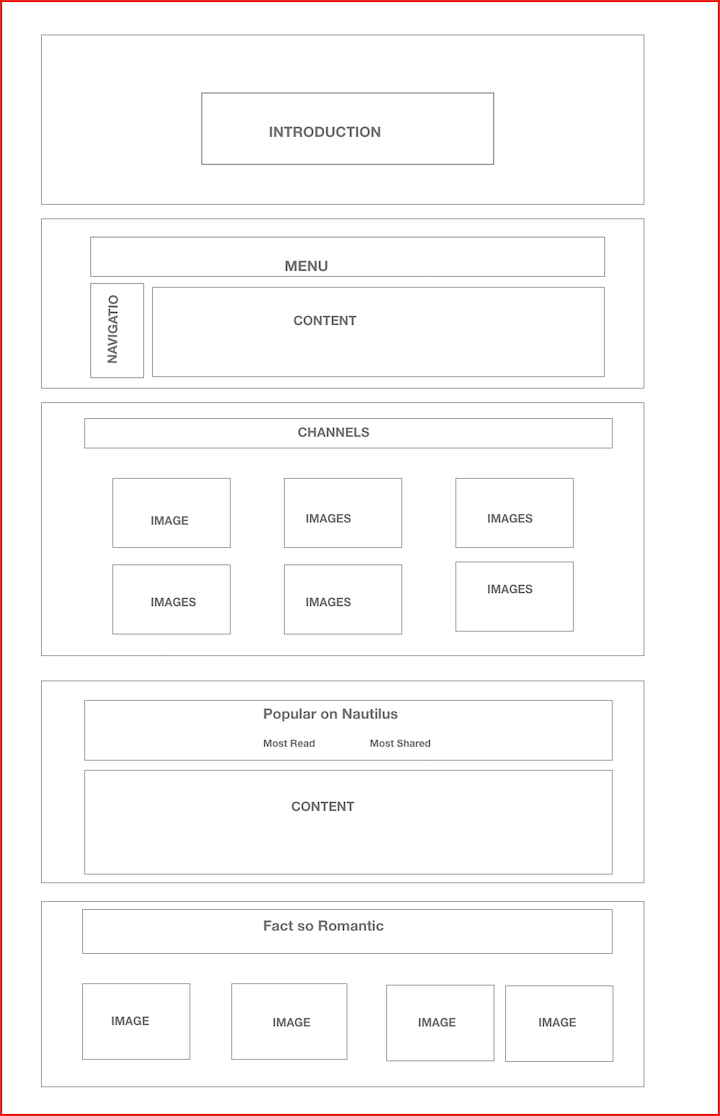 INTRODUCTION
MENU
NAVIGATIO
CONTENT
CHANNELS
IMAGE IMAGES IMAGES
IMAGES IMAGES IMAGES
Popular on Nautilus
Most Read Most Shared
CONTENT
Fact so Romantic
IMAGE IMAGE IMAGE IMAGE